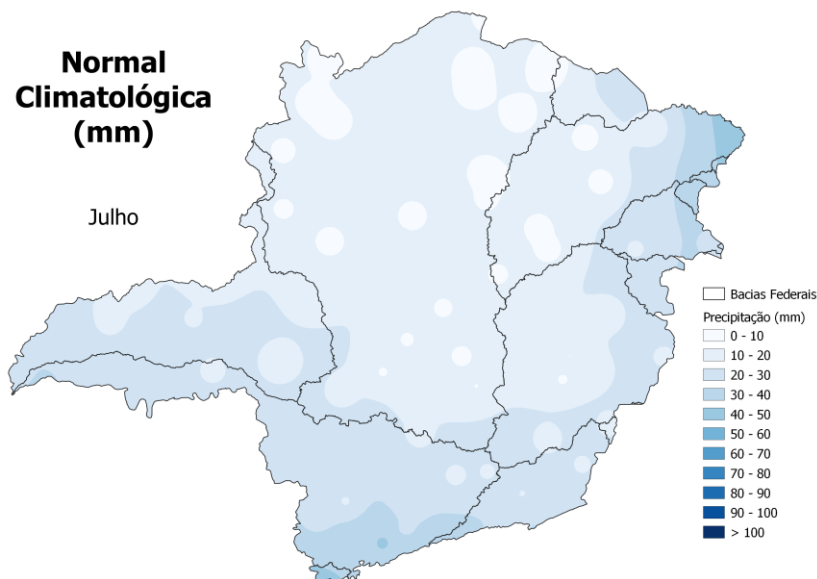 Normal
Climatológica
(mm)
Julho
Bacias Federais
Precipitação (mm)
0 - 10
10 - 20
20 - 30
30 - 40
40 - 50
50 - 60
60 - 70
70 - 80
80 - 90
90 - 100
> 100